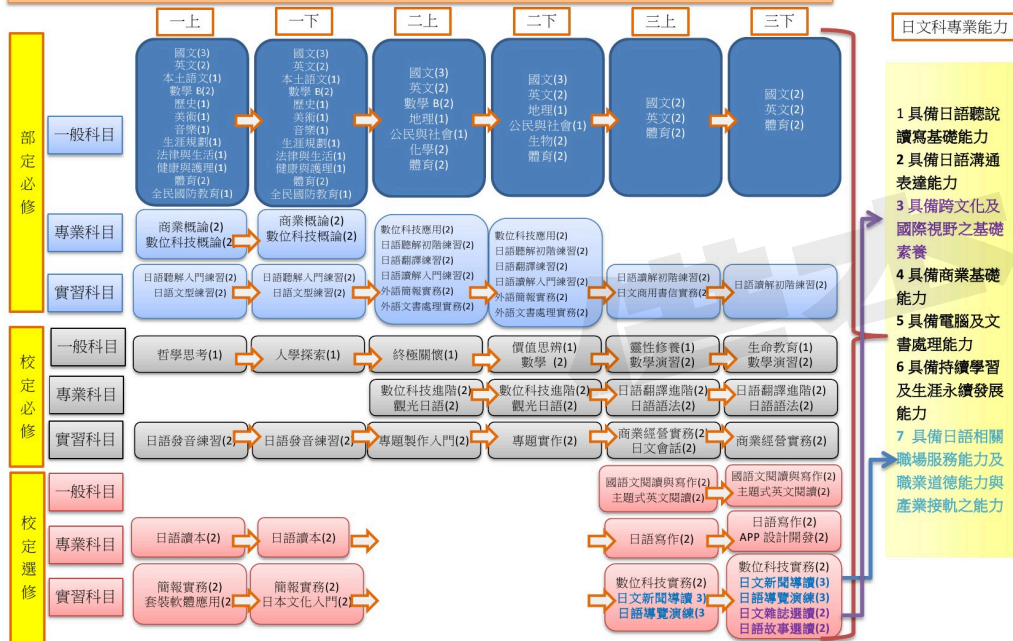 一上
一下
二上
二下
三上
三下
日文科專業能力
部定必修
一般科目
國文(3)
英文(2)
本土語文(1)
數學 B(2)
歷史(1)
美術(1)
音樂(1)
生涯規劃(1)
法律與生活(1)
健康與護理(1)
體育(2)
全民國防教育(1)
國文(3)
英文(2)
本土語文(1)
數學 B(2)
歷史(1)
美術(1)
音樂(1)
生涯規劃(1)
法律與生活(1)
健康與護理(1)
體育(2)
全民國防教育(1)
國文(3)
英文(2)
數學 B(2)
地理(1)
公民與社會(1)
化學(2)
體育(2)
國文(3)
英文(2)
地理(1)
公民與社會(1)
生物(2)
體育(2)
國文(2)
英文(2)
體育(2)
國文(2)
英文(2)
體育(2)
專業科目
商業概論(2)
數位科技概論(2)
商業概論(2)
數位科技概論(2)
實習科目
日語聽解入門練習(2)
日語文型練習(2)
日語聽解入門練習(2)
日語文型練習(2)
數位科技應用(2)
日語聽解初階練習(2)
日語翻譯練習(2)
日語讀解入門練習(2)
外語簡報實務(2)
外語文書處理實務(2)
數位科技應用(2)
日語聽解初階練習(2)
日語翻譯練習(2)
日語讀解入門練習(2)
外語簡報實務(2)
外語文書處理實務(2)
日語讀解初階練習(2)
日文商用書信實務(2)
日語讀解初階練習(2)
校定必修
一般科目
哲學思考(1)
人學探索(1)
終極關懷(1)
價值思辨(1)
數學 (2)
靈性修養(1)
數學演習(2)
生命教育(1)
數學演習(2)
專業科目
數位科技進階(2)
觀光日語(2)
數位科技進階(2)
觀光日語(2)
日語翻譯進階(2)
日語語法(2)
日語翻譯進階(2)
日語語法(2)
實習科目
日語發音練習(2)
日語發音練習(2)
專題製作入門(2)
專題實作(2)
商業經營實務(2)
日文會話(2)
商業經營實務(2)
校定選修
一般科目
國語文閱讀與寫作(2)
主題式英文閱讀(2)
國語文閱讀與寫作(2)
主題式英文閱讀(2)
專業科目
日語讀本(2)
日語讀本(2)
日語寫作(2)
日語寫作(2)
APP 設計開發(2)
實習科目
簡報實務(2)
套裝軟體應用(2)
簡報實務(2)
日本文化入門(2)
數位科技實務(2)
日文新聞導讀 3)
日語導覽演練(3
數位科技實務(2)
日文新聞導讀(3)
日語導覽演練(3)
日文雜誌選讀(2)
日語故事選讀(2)
1 具備日語聽說
讀寫基礎能力
2 具備日語溝通
表達能力
3 具備跨文化及
國際視野之基礎
素養
4 具備商業基礎
能力
5 具備電腦及文
書處理能力
6 具備持續學習
及生涯永續發展
能力
7 具備日語相關
職場服務能力及
職業道德能力與
產業接軌之能力